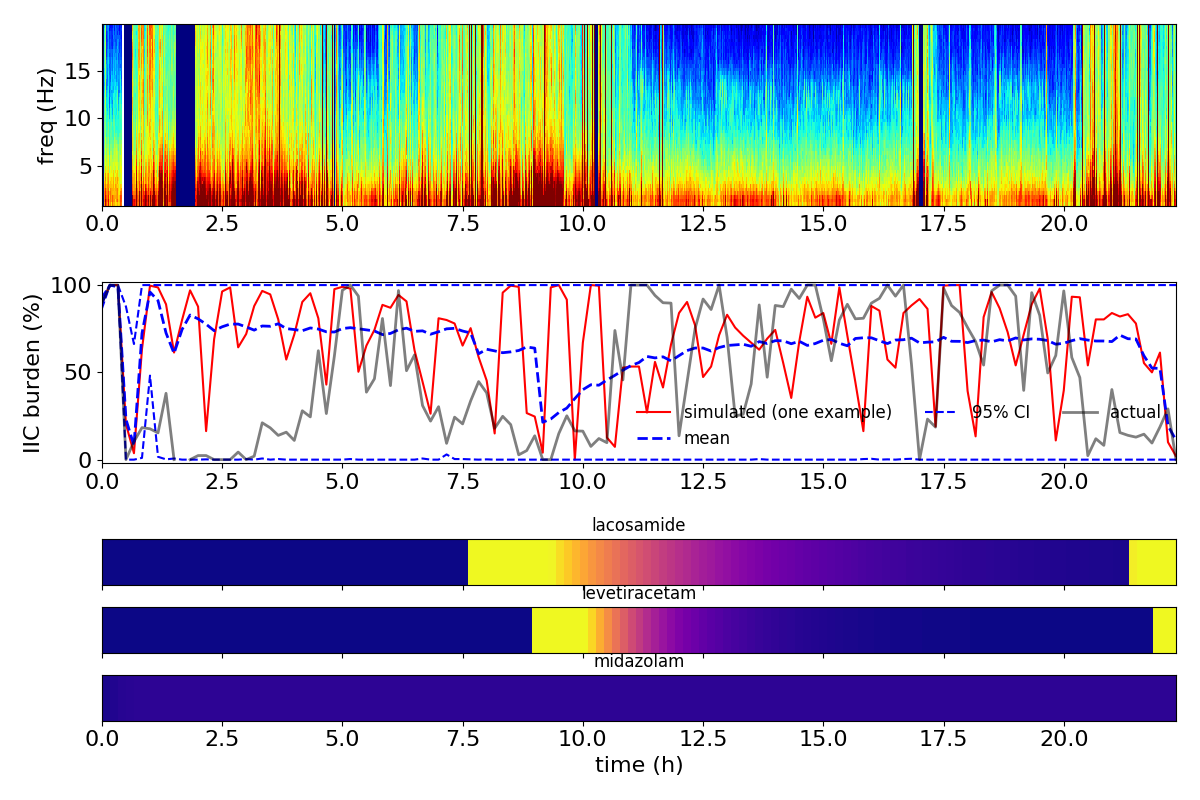 freq (Hz)
15
10
5
0.0 2.5 5.0 7.5 10.0 12.5 15.0 17.5 20.0
IIC burden (%)
100
50
0
simulated (one example) 95% CI actual
mean
0.0 2.5 5.0 7.5 10.0 12.5 15.0 17.5 20.0
lacosamide
levetiracetam
midazolam
0.0 2.5 5.0 7.5 10.0 12.5 15.0 17.5 20.0
time (h)